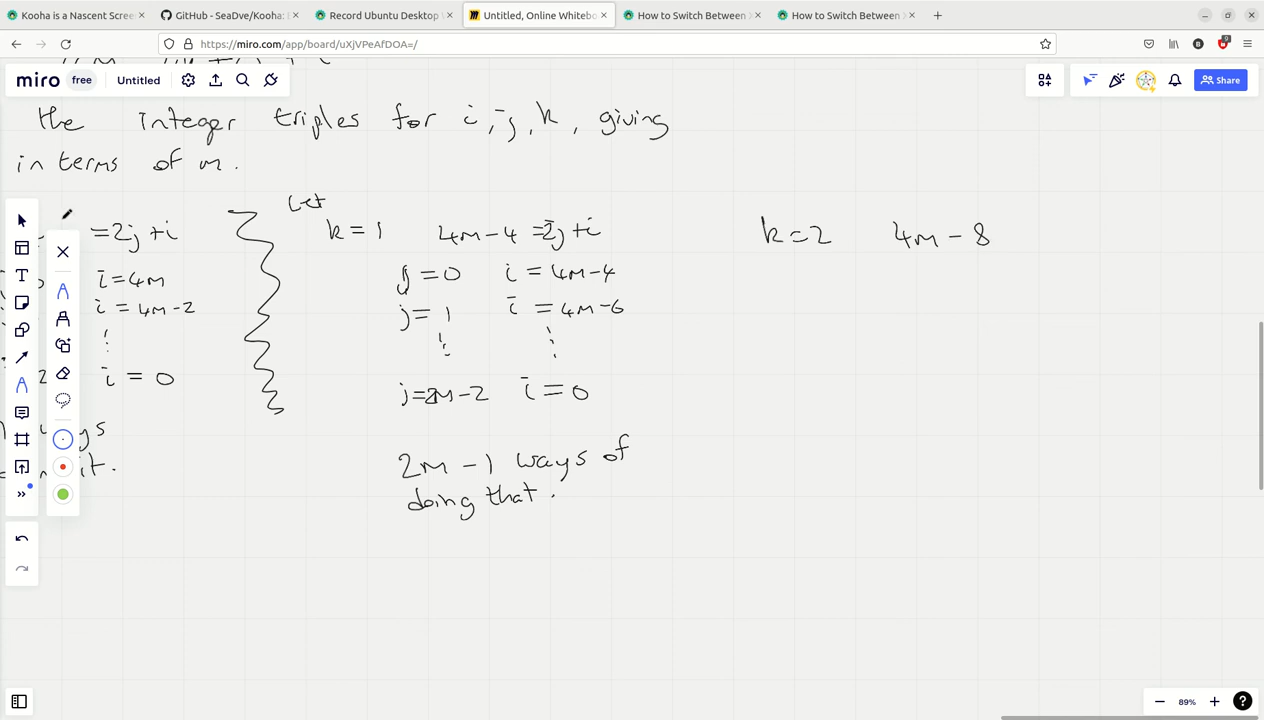 Kooha is a Nascent Scree
GitHub - SeaDve/Kooha: E
Record Ubuntu Desktop
Untitled, Online Whitebo
How to Switch Between
How to Switch Between
https://miro.com/app/board/uXjVPeAfDOA=/
miro free Untitled
Share
the integer triples for i, j, k, giving
in terms of m.
Let
=2j+i
k=1 4m-4 =2j+i
k=2 4m-8
i=4m
j=0 i=4m-4
i=4m-2
j=1 i=4m-6
⋮
⋮ ⋮
i=0
j=2m-2 i=0
2m-1 ways of
doing that.
it.
89%